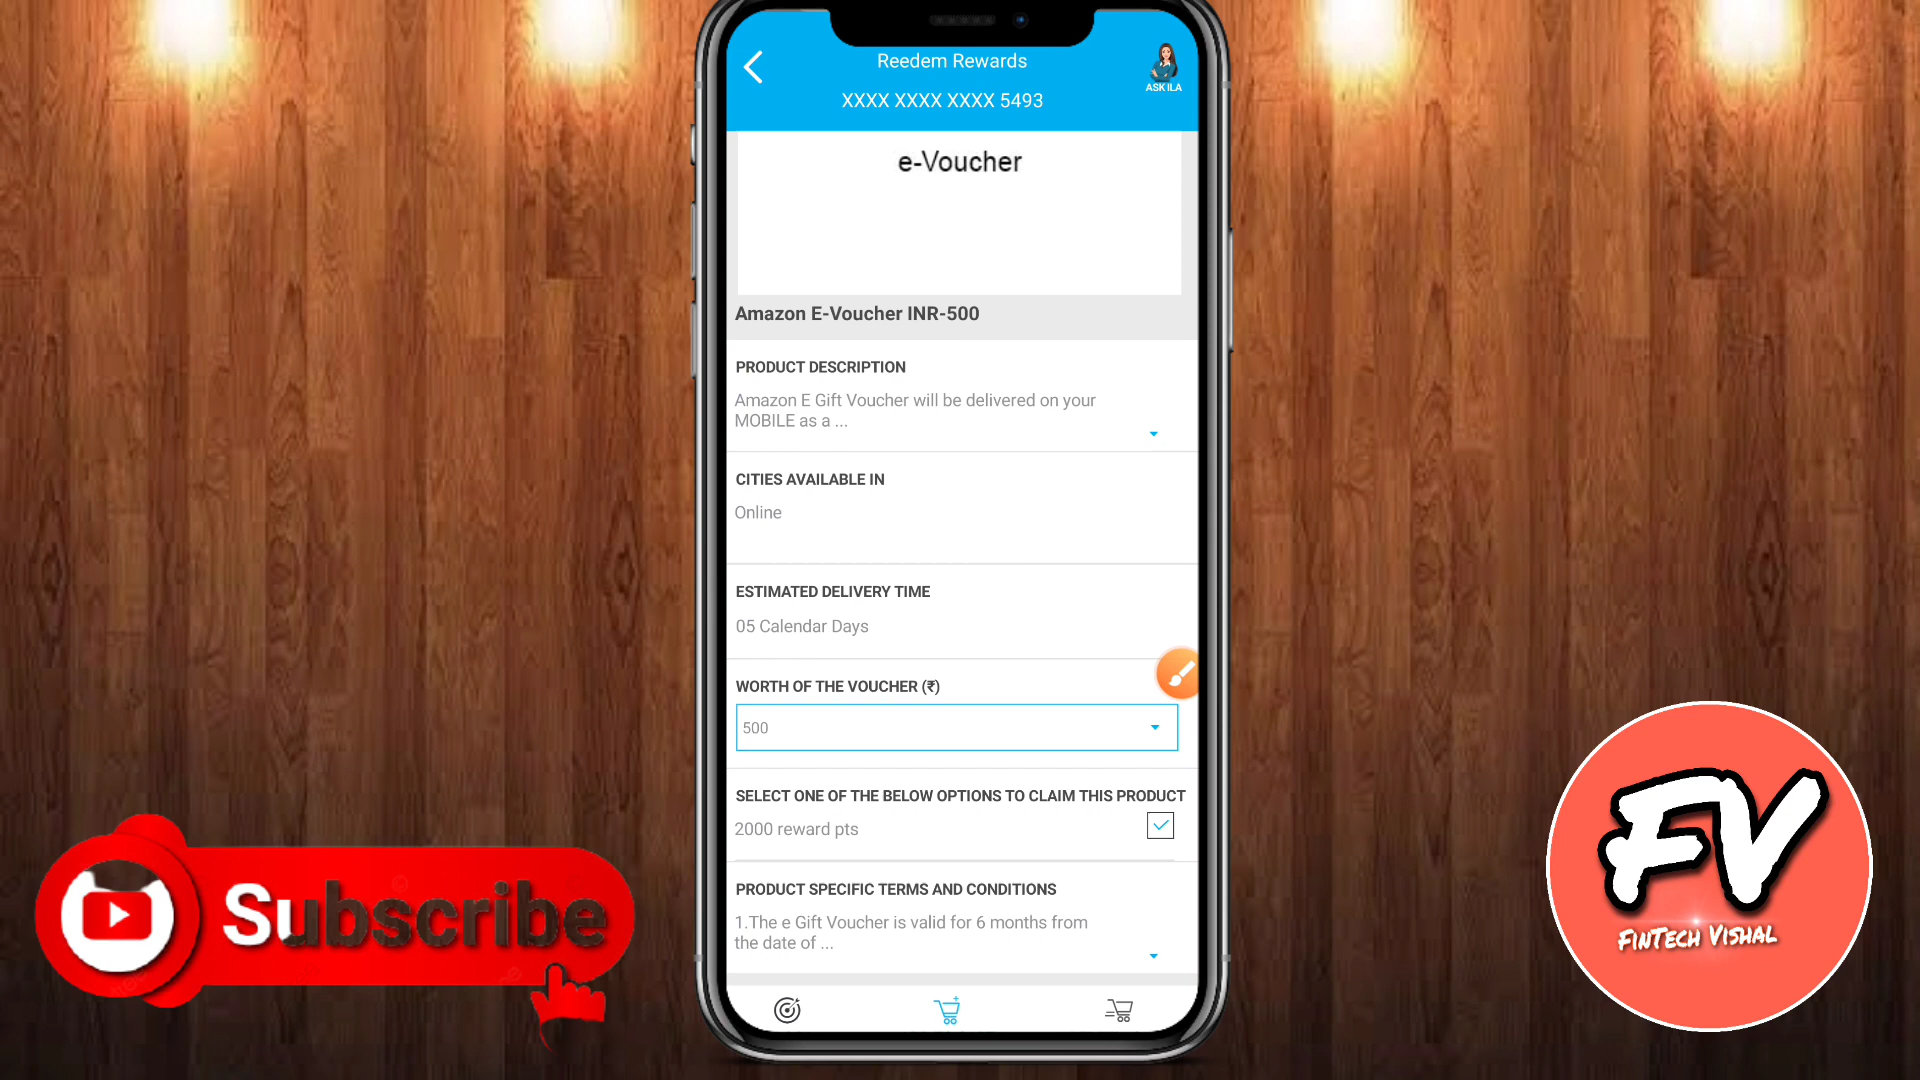 Reedem Rewards
XXXX XXXX XXXX 5493
ASK ILA
e-Voucher
Amazon E-Voucher INR-500
PRODUCT DESCRIPTION
Amazon E Gift Voucher will be delivered on your
MOBILE as a ...
CITIES AVAILABLE IN
Online
ESTIMATED DELIVERY TIME
05 Calendar Days
WORTH OF THE VOUCHER (₹)
500
SELECT ONE OF THE BELOW OPTIONS TO CLAIM THIS PRODUCT
2000 reward pts
PRODUCT SPECIFIC TERMS AND CONDITIONS
1.The e Gift Voucher is valid for 6 months from
the date of ...
Subscribe
FV
FinTech Vishal